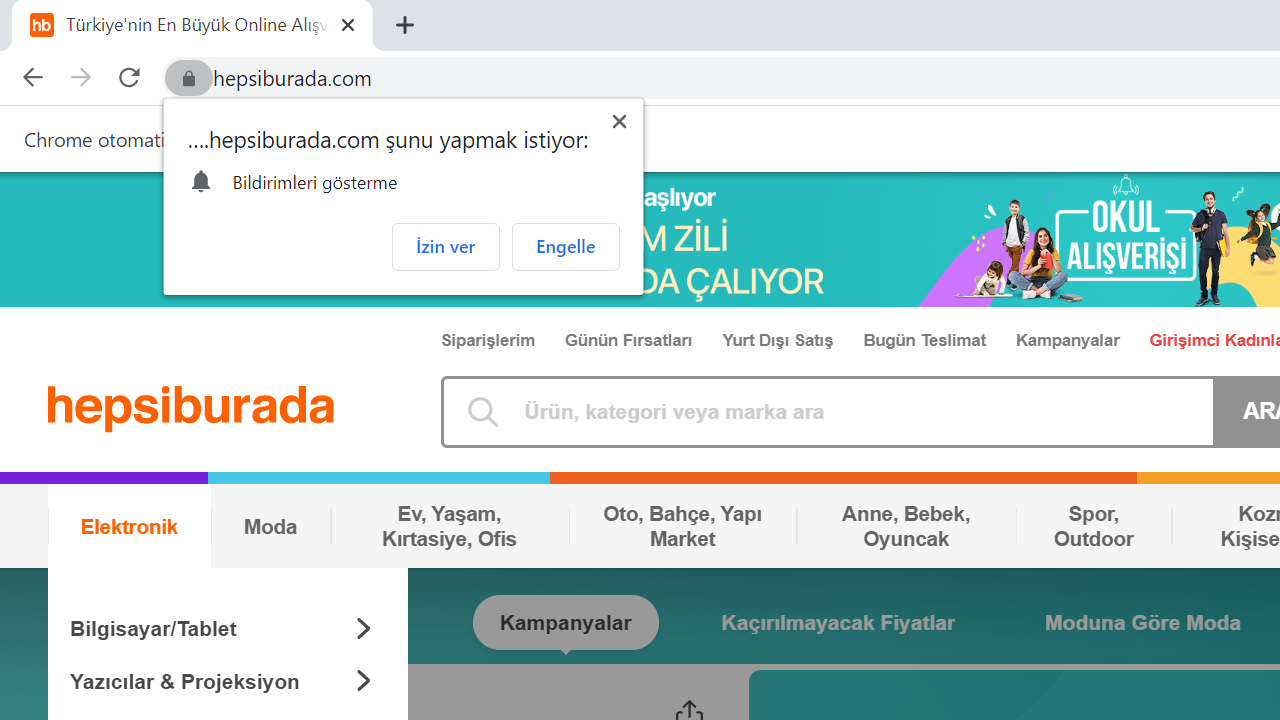 hb Türkiye'nin En Büyük Online Alışv
hepsiburada.com
Chrome otomati
....hepsiburada.com şunu yapmak istiyor:
Bildirimleri gösterme
İzin ver Engelle
aşlıyor
M ZİLİ
DA ÇALIYOR
OKUL
ALIŞVERİŞİ
Siparişlerim Günün Fırsatları Yurt Dışı Satış Bugün Teslimat Kampanyalar Girişimci Kadınla
hepsiburada
Ürün, kategori veya marka ara
ARA
Elektronik
Moda
Ev, Yaşam,
Kırtasiye, Ofis
Oto, Bahçe, Yapı
Market
Anne, Bebek,
Oyuncak
Spor,
Outdoor
Kozm
Kişise
Bilgisayar/Tablet
Yazıcılar & Projeksiyon
Kampanyalar Kaçırılmayacak Fiyatlar Moduna Göre Moda